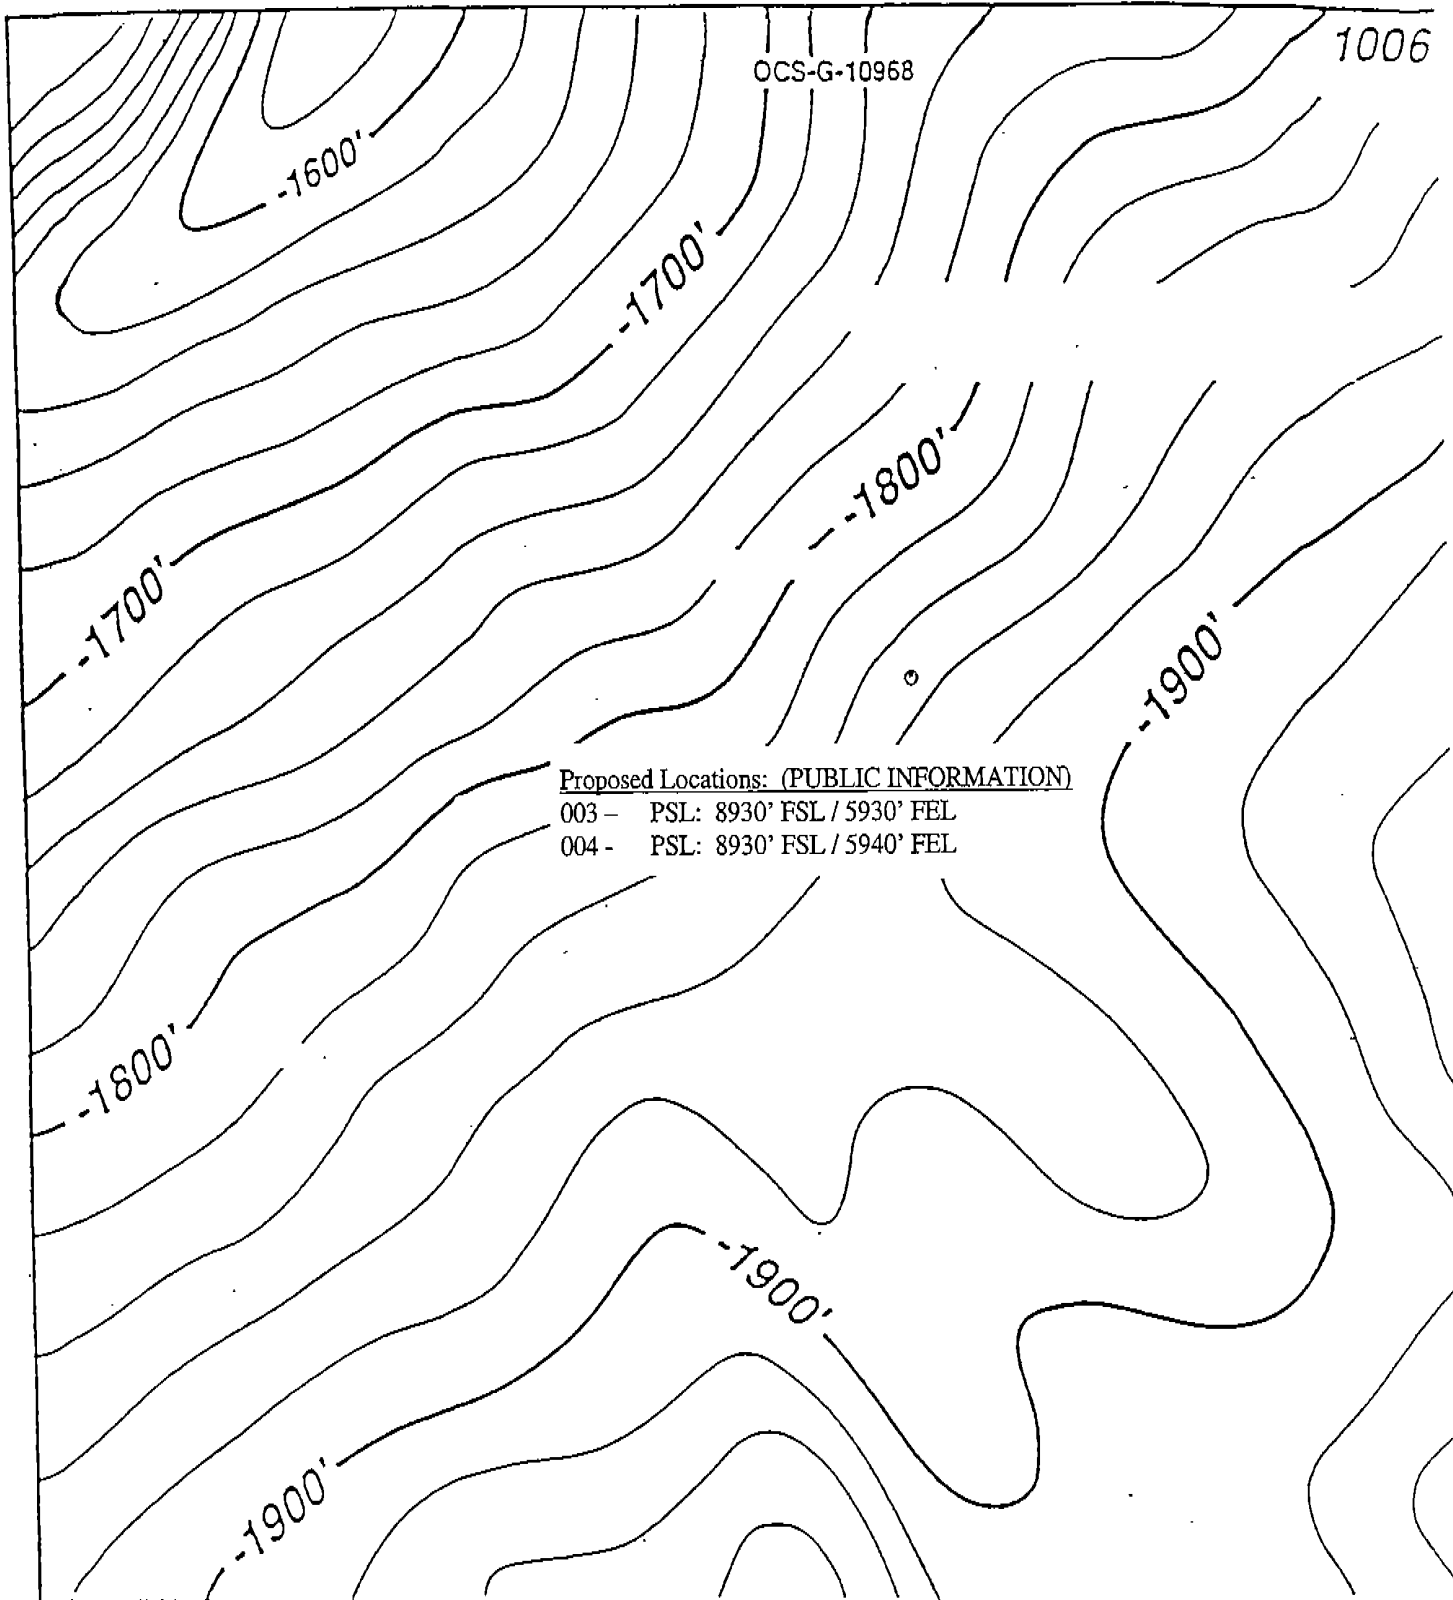 1006
OCS-G-10968
-1600'
-1700'
-1800'
-1700'
-1900'
Proposed Locations: (PUBLIC INFORMATION)
003 – PSL: 8930' FSL / 5930' FEL
004 - PSL: 8930' FSL / 5940' FEL
-1800'
-1900'
-1900'